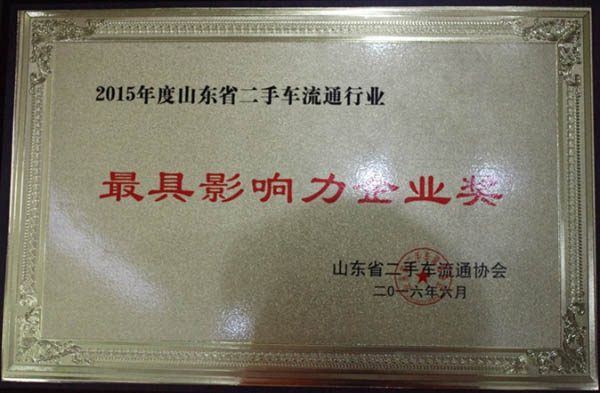 2015年度山东省二手车流通行业
最具影响力企业奖
山东省二手车流通协会
二0一六年六月